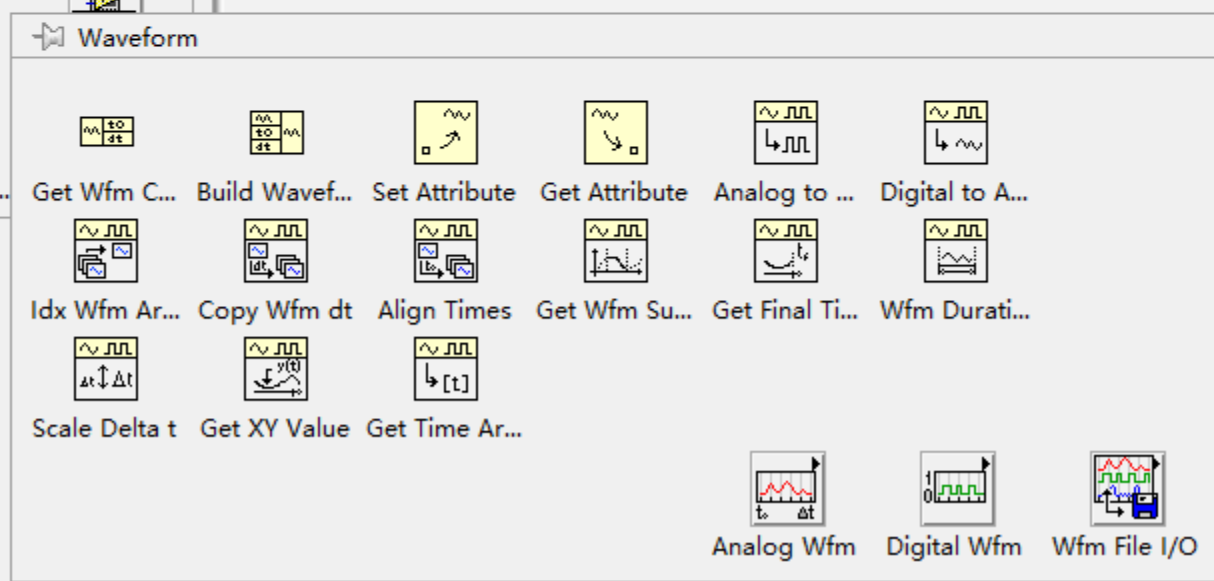 Waveform
Get Wfm C... Build Wavef... Set Attribute Get Attribute Analog to ... Digital to A...
Idx Wfm Ar... Copy Wfm dt Align Times Get Wfm Su... Get Final Ti... Wfm Durati...
Scale Delta t Get XY Value Get Time Ar...
Analog Wfm Digital Wfm Wfm File I/O